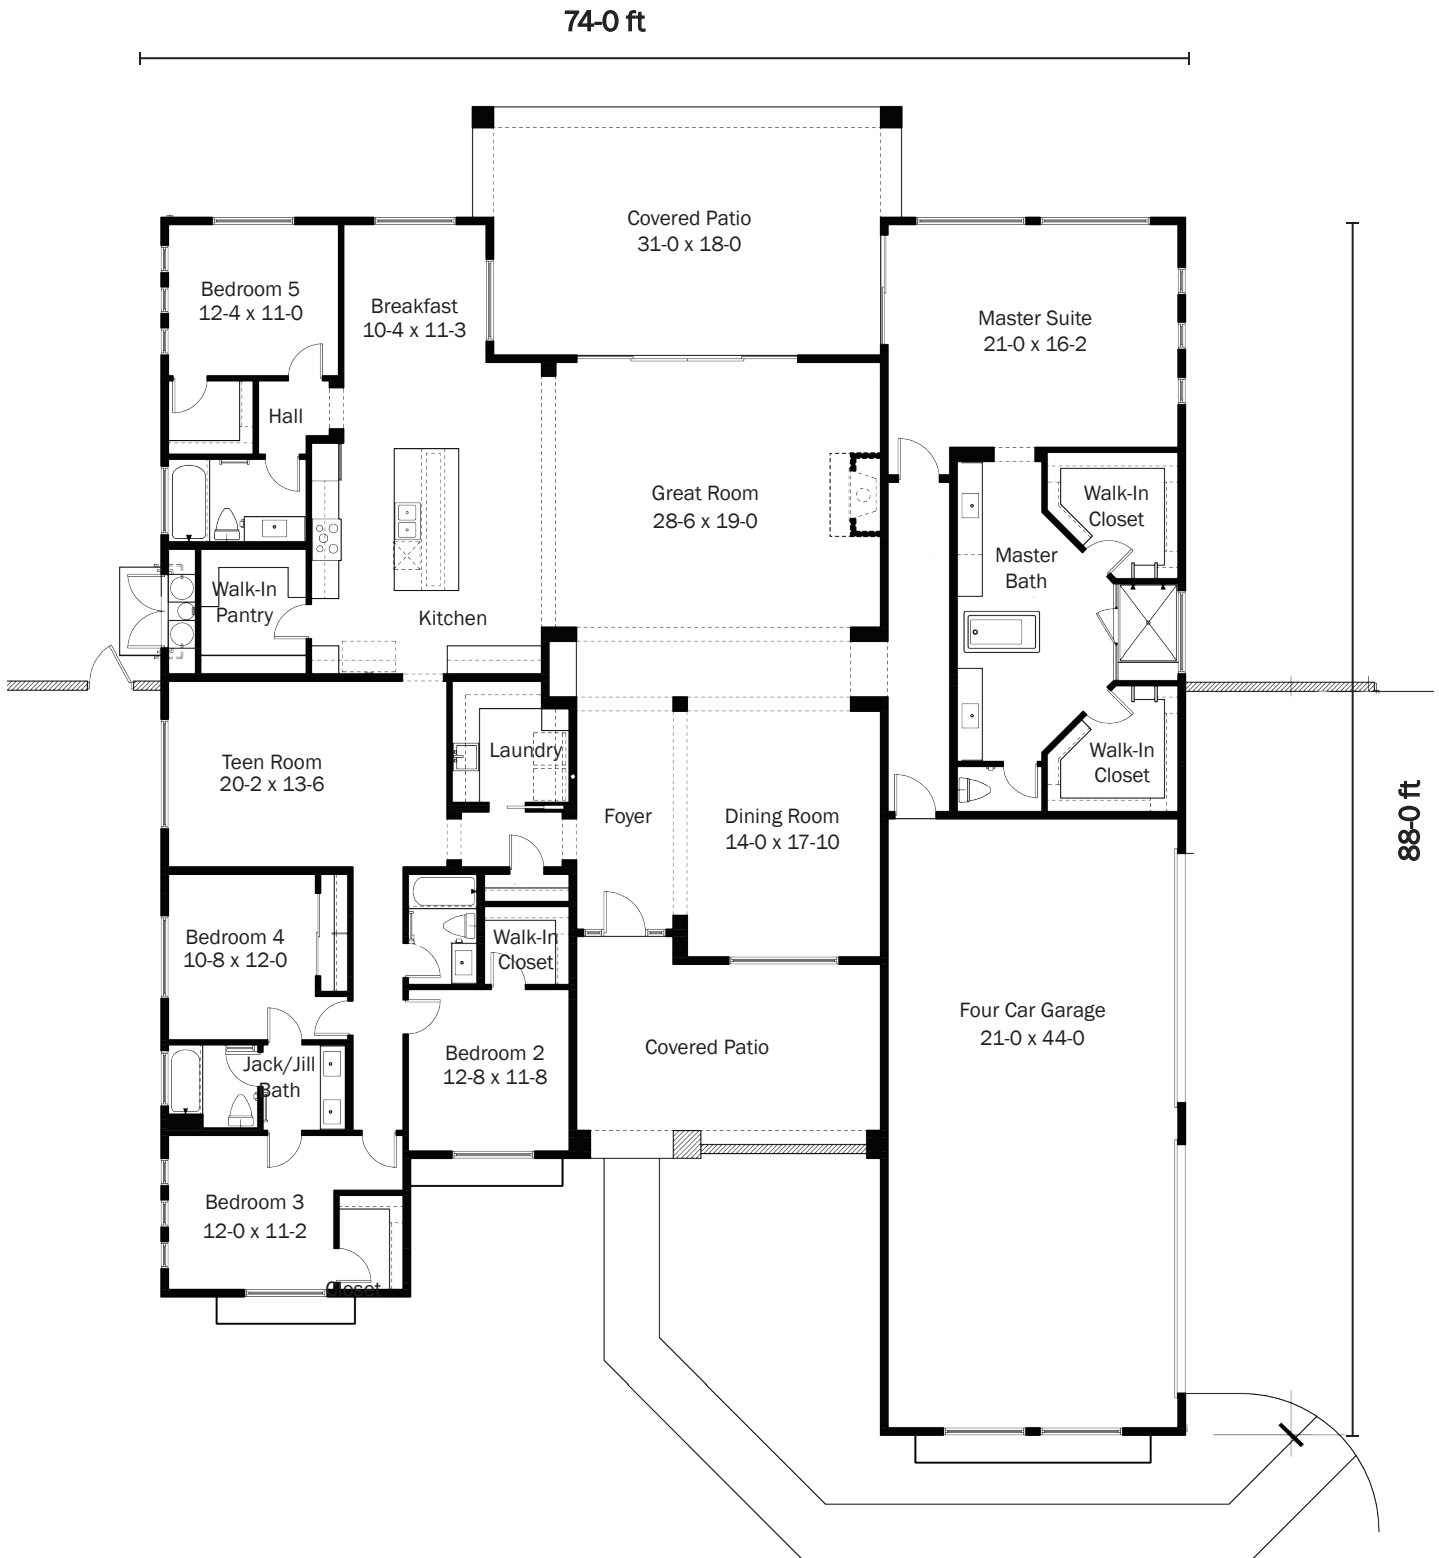 74-0 ft
Covered Patio
31-0 x 18-0
Bedroom 5
12-4 x 11-0
Breakfast
10-4 x 11-3
Master Suite
21-0 x 16-2
Hall
Great Room
28-6 x 19-0
Walk-In
Closet
Master
Bath
Walk-In
Pantry
Kitchen
Teen Room
20-2 x 13-6
Laundry
Walk-In
Closet
Foyer
Dining Room
14-0 x 17-10
88-0 ft
Bedroom 4
10-8 x 12-0
Walk-In
Closet
Four Car Garage
21-0 x 44-0
Jack/Jill
Bath
Bedroom 2
12-8 x 11-8
Covered Patio
Bedroom 3
12-0 x 11-2
Closet